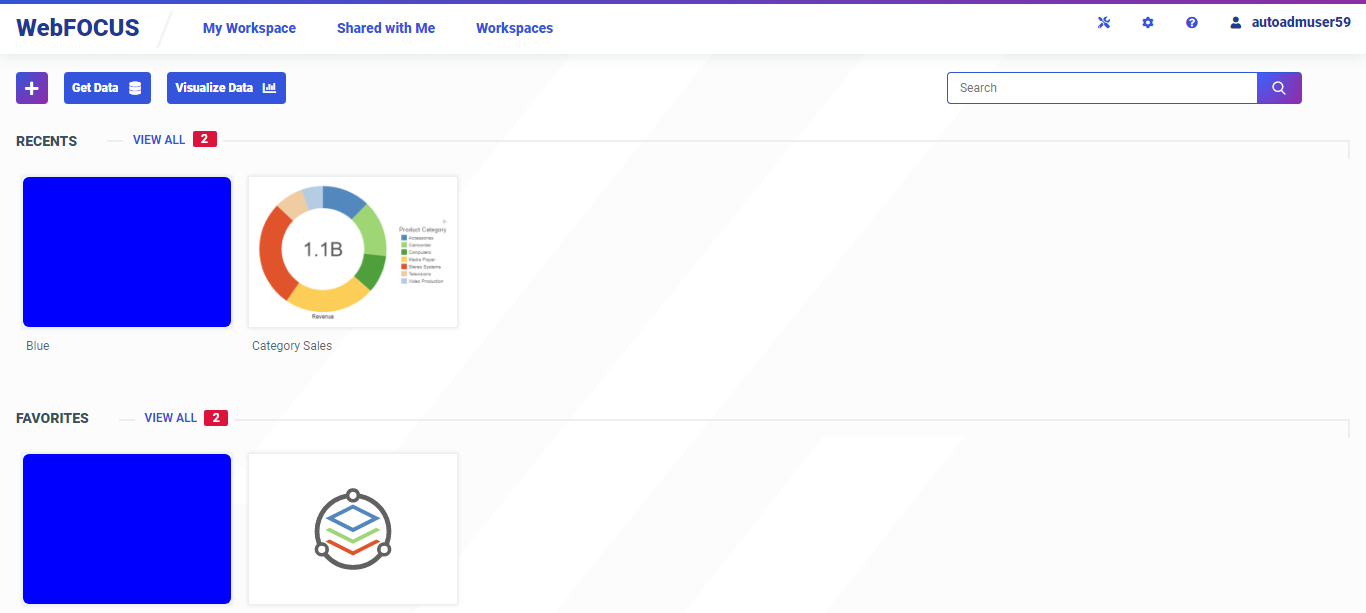 WebFOCUS
My Workspace
Shared with Me
Workspaces
autoadmuser59
Get Data
Visualize Data
Search
RECENTS
VIEW ALL 2
1.1B
Revenue
Product Category
Accessories
Camcorder
Computers
Media Player
Stereo Systems
Televisions
Video Production
Blue
Category Sales
FAVORITES
VIEW ALL 2